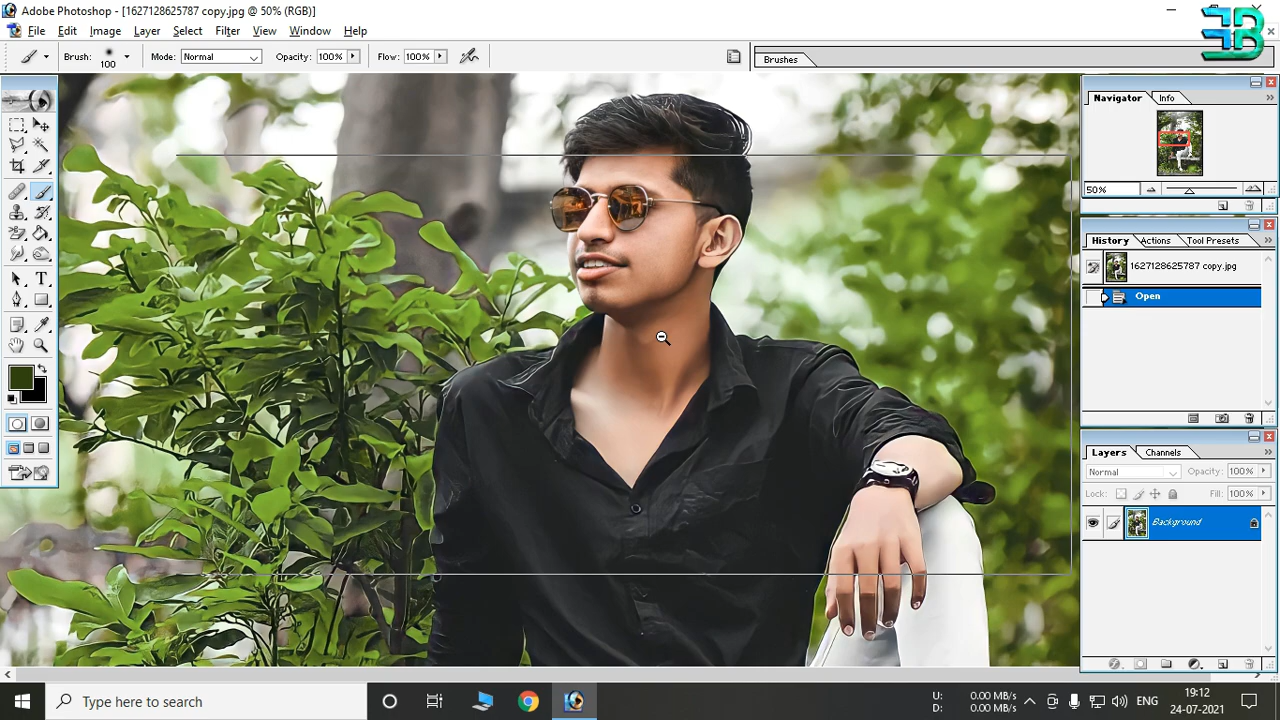 Adobe Photoshop - [1627128625787 copy.jpg @ 50% (RGB)]
File Edit Image Layer Select Filter View Window Help
Brush: 100 Mode: Normal Opacity: 100% Flow: 100% Brushes
Navigator Info
50%
History Actions Tool Presets
1627128625787 copy.jpg
Open
Layers Channels
Normal Opacity: 100%
Lock: Fill: 100%
Background
Type here to search
U: 0.00 MB/s
D: 0.00 MB/s
ENG
19:12
24-07-2021